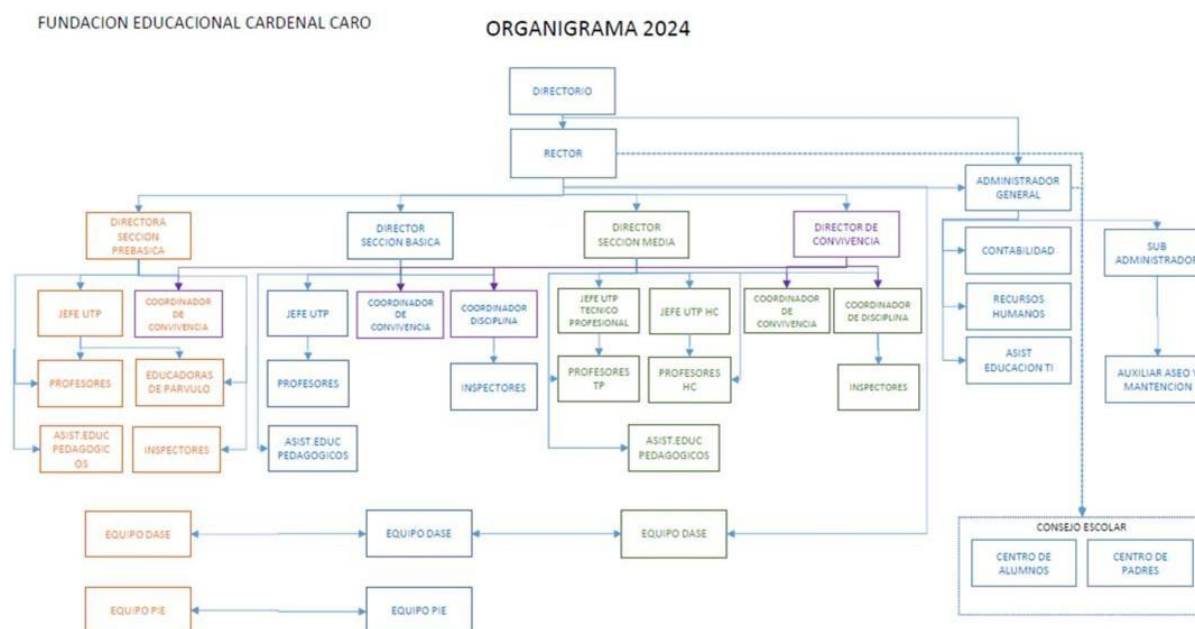 FUNDACION EDUCACIONAL CARDENAL CARO
ORGANIGRAMA 2024
DIRECTORIO
RECTOR
ADMINISTRADOR
GENERAL
DIRECTORA
SECCION
PREBASICA
DIRECTOR
SECCION BASICA
DIRECTOR
SECCION MEDIA
DIRECTOR DE
CONVIVENCIA
CONTABILIDAD
SUB
ADMINISTRADOR
JEFE UTP
COORDINADOR
DE
CONVIVENCIA
JEFE UTP
COORDINADOR
DE
CONVIVENCIA
COORDINADOR
DISCIPLINA
JEFE UTP
TECNICO
PROFESIONAL
JEFE UTP HC
COORDINADOR
DE
CONVIVENCIA
COORDINADOR
DE DISCIPLINA
RECURSOS
HUMANOS
PROFESORES
EDUCADORAS
DE PARVULO
PROFESORES
INSPECTORES
PROFESORES
TP
PROFESORES
HC
INSPECTORES
ASIST
EDUCACION TI
AUXILIAR ASEO Y
MANTENCION
ASIST.EDUC
PEDAGOGIC
OS
INSPECTORES
ASIST.EDUC
PEDAGOGICOS
ASIST.EDUC
PEDAGOGICOS
EQUIPO DASE
EQUIPO DASE
EQUIPO DASE
CONSEJO ESCOLAR
CENTRO DE
ALUMNOS
CENTRO DE
PADRES
EQUIPO PIE
EQUIPO PIE